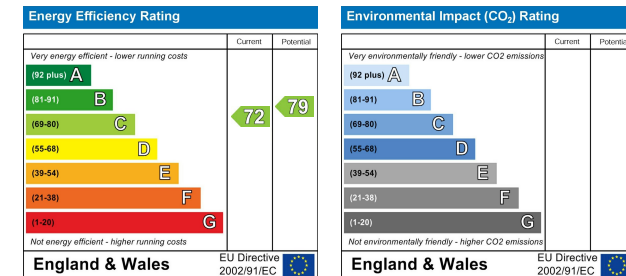 Energy Efficiency Rating
Current Potential
Very energy efficient - lower running costs
(92 plus) A
(81-91) B
(69-80) C
(55-68) D
(39-54) E
(21-38) F
(1-20) G
72
79
Not energy efficient - higher running costs
England & Wales
EU Directive
2002/91/EC
Environmental Impact (CO2) Rating
Current Potential
Very environmentally friendly - lower CO2 emissions
(92 plus) A
(81-91) B
(69-80) C
(55-68) D
(39-54) E
(21-38) F
(1-20) G
Not environmentally friendly - higher CO2 emissions
England & Wales
EU Directive
2002/91/EC